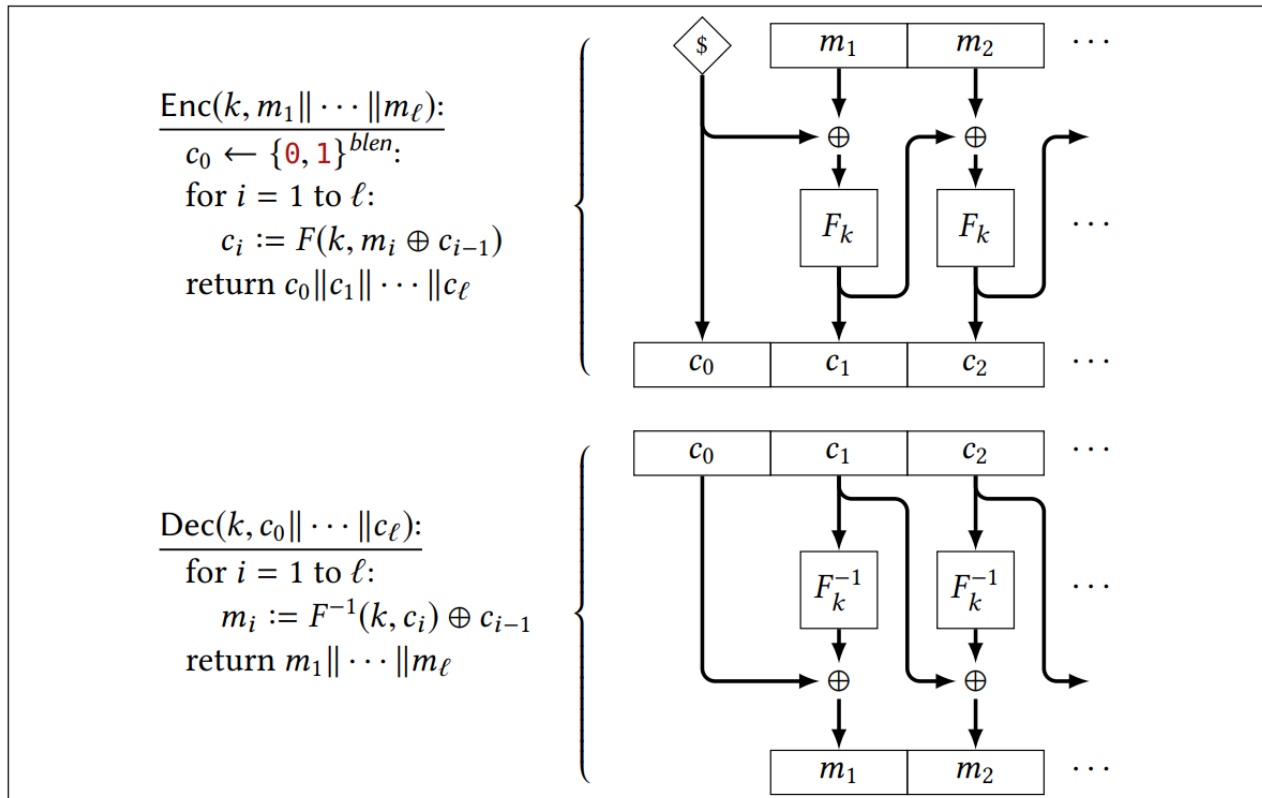 Enc(k, m₁‖ · · · ‖m_ℓ):
c₀ ← {0, 1}^blen:
for i = 1 to ℓ:
c_i := F(k, m_i ⊕ c_{i−1})
return c₀‖c₁‖ · · · ‖c_ℓ
$ m₁ m₂ · · ·
⊕ ⊕
F_k F_k · · ·
c₀ c₁ c₂ · · ·
Dec(k, c₀‖ · · · ‖c_ℓ):
for i = 1 to ℓ:
m_i := F⁻¹(k, c_i) ⊕ c_{i−1}
return m₁‖ · · · ‖m_ℓ
c₀ c₁ c₂ · · ·
F_k⁻¹ F_k⁻¹ · · ·
⊕ ⊕
m₁ m₂ · · ·